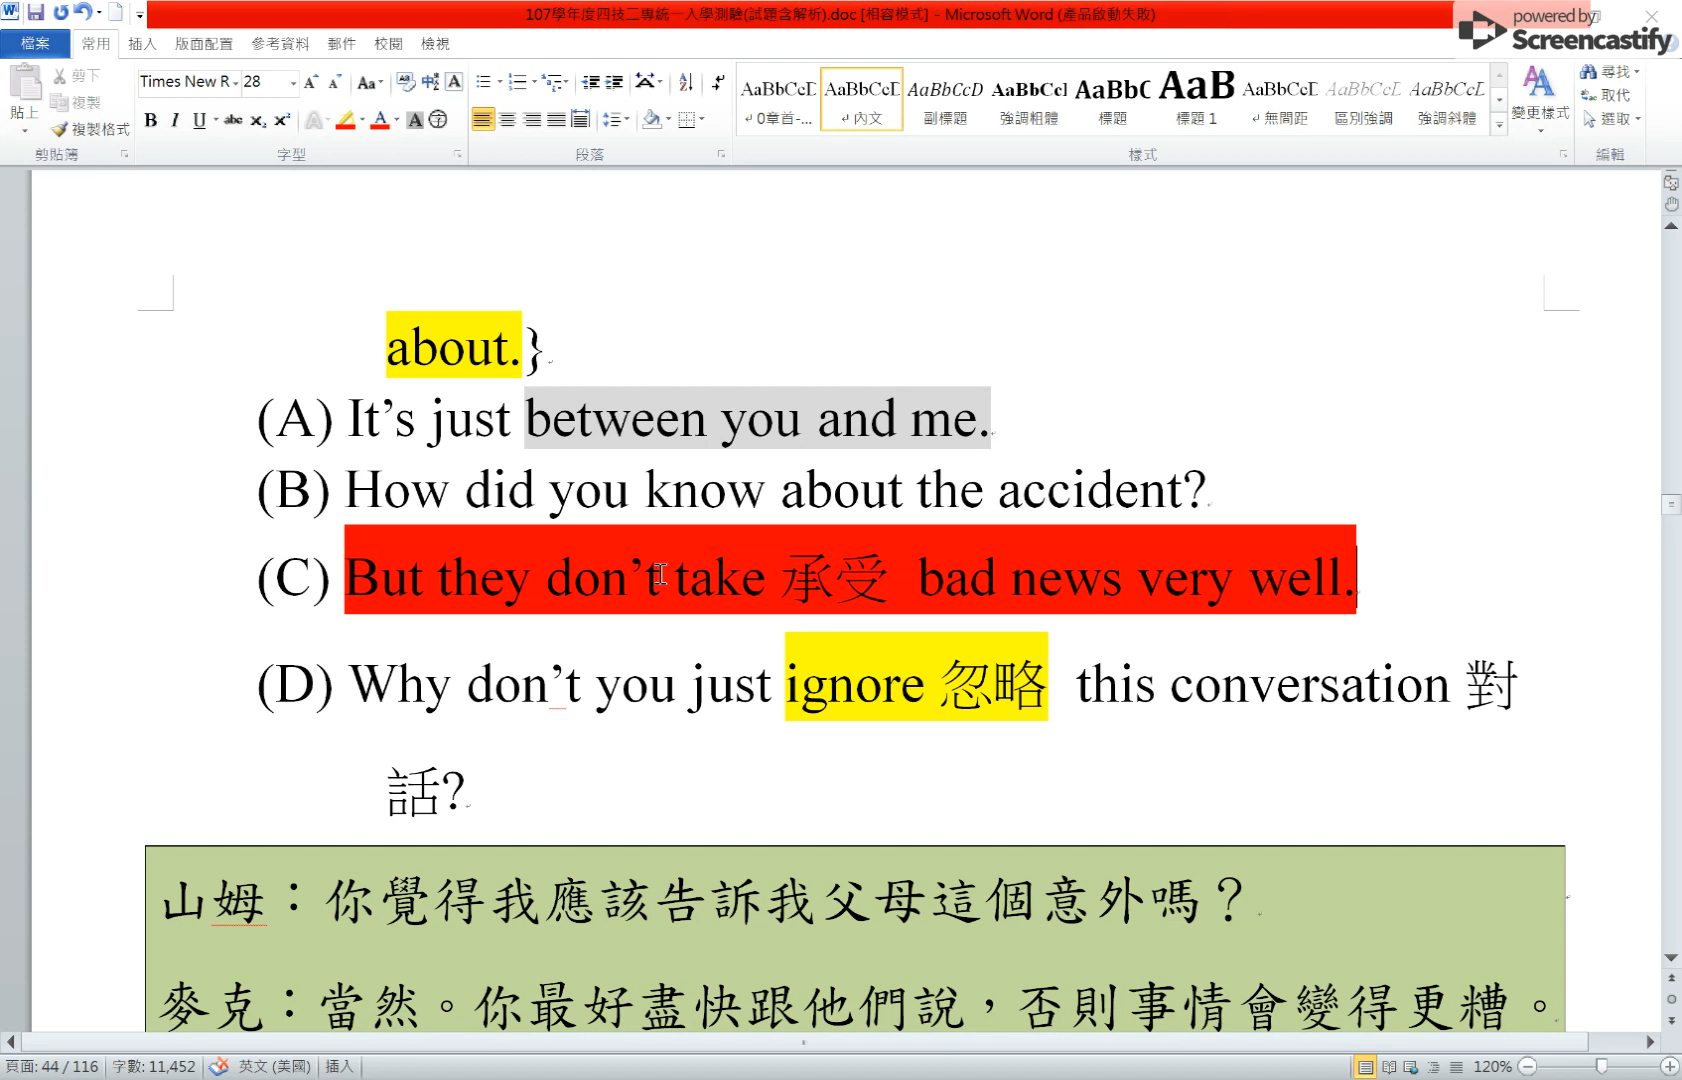 107學年度四技二專統一入學測驗(試題含解析).doc [相容模式] - Microsoft Word (產品啟動失敗)
powered by
Screencastify
檔案 常用 插入 版面配置 參考資料 郵件 校閱 檢視
貼上 剪下 複製 複製格式
Times New R 28
AaBbCcD AaBbCcD AaBbCcD AaBbCcl AaBbC AaB AaBbCcD AaBbCcD AaBbCcD
0章首-... 內文 副標題 強調粗體 標題 標題 1 無間距 區別強調 強調斜體
變更樣式
尋找
取代
選取
剪貼簿 字型 段落 樣式 編輯
about.}
(A) It’s just between you and me.
(B) How did you know about the accident?
(C) But they don’t take 承受 bad news very well.
(D) Why don’t you just ignore 忽略 this conversation 對
話?
山姆：你覺得我應該告訴我父母這個意外嗎？
麥克：當然。你最好盡快跟他們說，否則事情會變得更糟。
頁面: 44 / 116 字數: 11,452 英文 (美國) 插入 120%